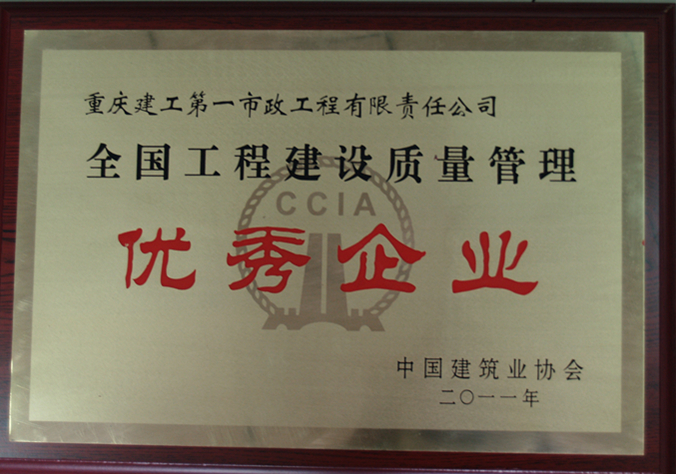 重庆建工第一市政工程有限责任公司
全国工程建设质量管理
CCIA
优秀企业
中国建筑业协会
二〇一一年